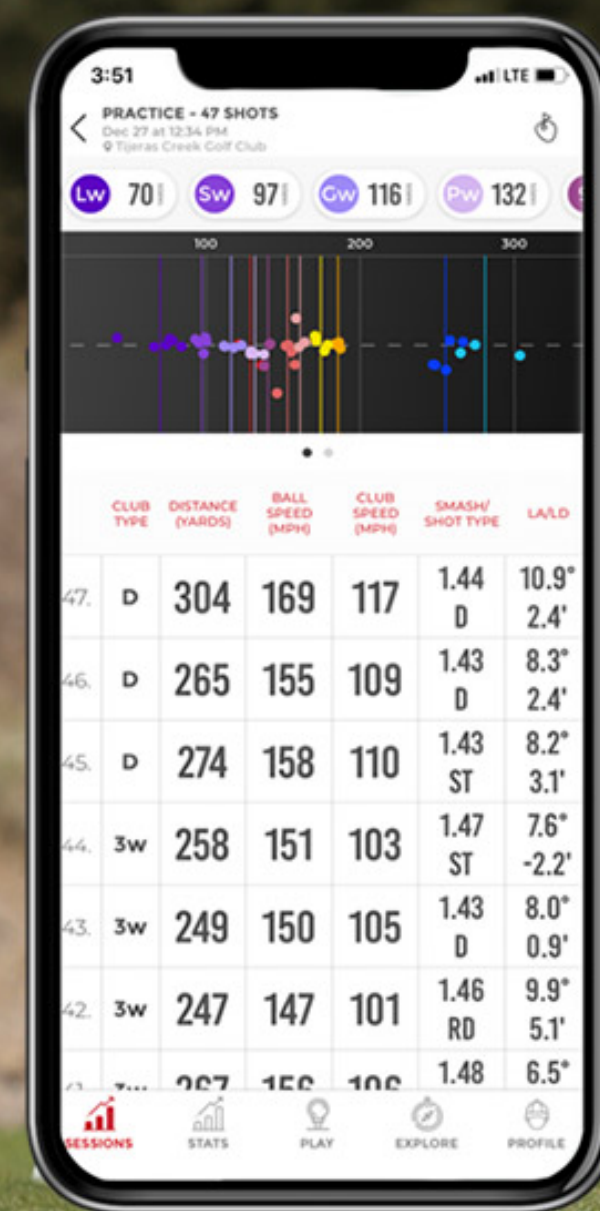 3:51
LTE
PRACTICE - 47 SHOTS
Dec 27 at 12:34 PM
Tijeras Creek Golf Club
Lw 70 Sw 97 Gw 116 Pw 132
100 200 300
CLUB TYPE DISTANCE (YARDS) BALL SPEED (MPH) CLUB SPEED (MPH) SMASH/ SHOT TYPE LA/LD
47. D 304 169 117 1.44 D 10.9° 2.4'
46. D 265 155 109 1.43 D 8.3° 2.4'
45. D 274 158 110 1.43 ST 8.2° 3.1'
44. 3w 258 151 103 1.47 ST 7.6° -2.2'
43. 3w 249 150 105 1.43 D 8.0° 0.9'
42. 3w 247 147 101 1.46 RD 9.9° 5.1'
267 156 106 1.48 6.5°
SESSIONS STATS PLAY EXPLORE PROFILE